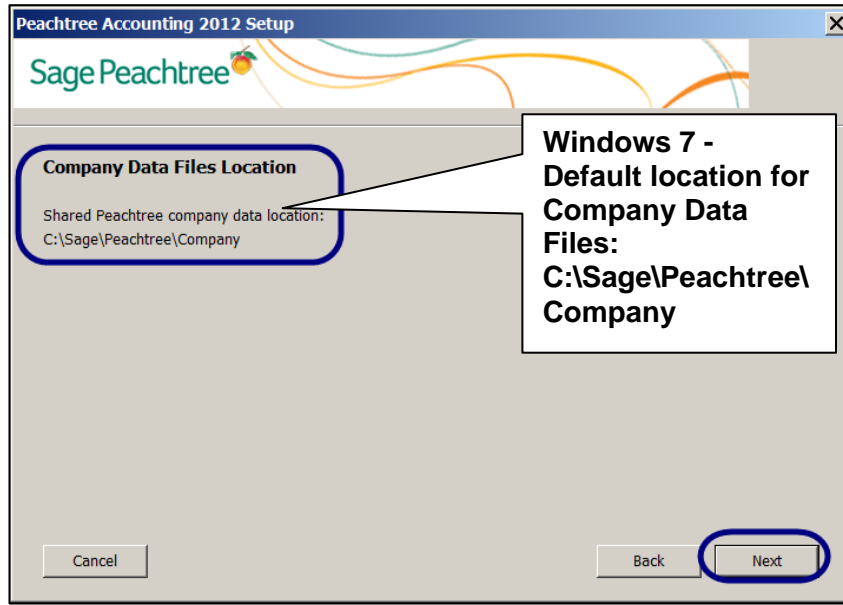 Peachtree Accounting 2012 Setup
Sage Peachtree
Company Data Files Location
Shared Peachtree company data location:
C:\Sage\Peachtree\Company
Windows 7 -
Default location for
Company Data
Files:
C:\Sage\Peachtree\
Company
Cancel
Back
Next